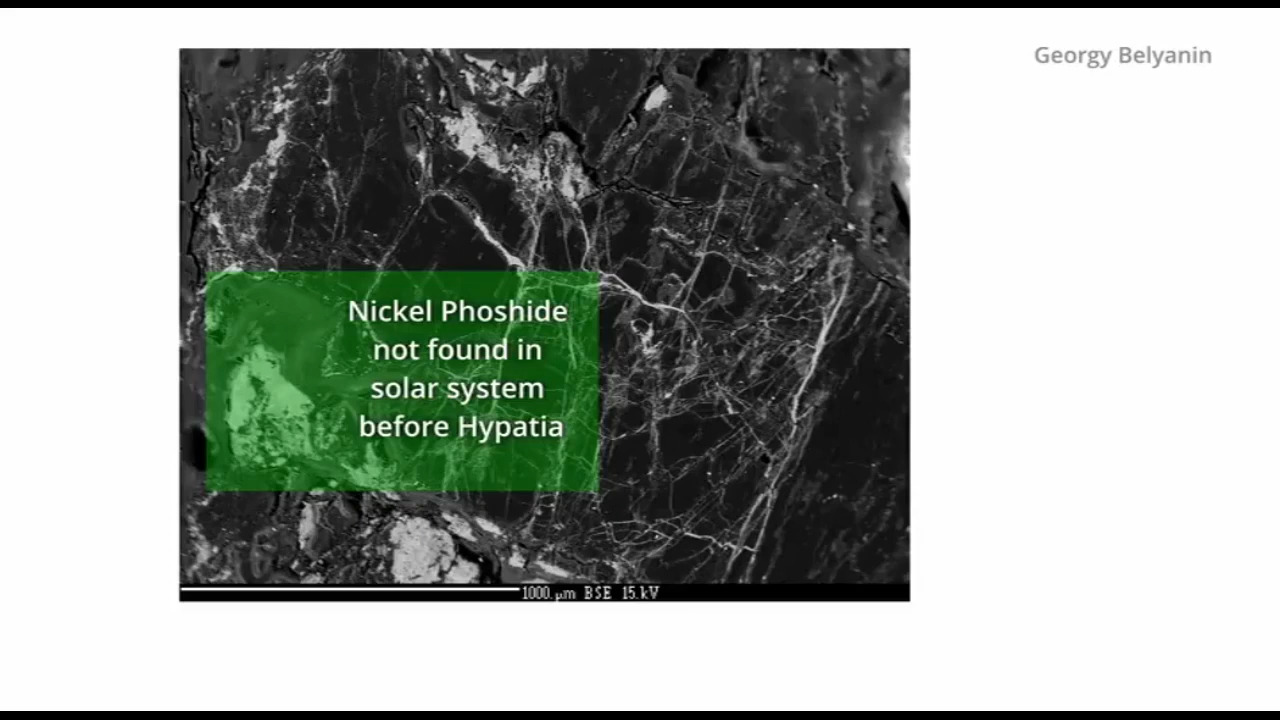 Georgy Belyanin
Nickel Phoshide
not found in
solar system
before Hypatia
1000.µm BSE 15.kV